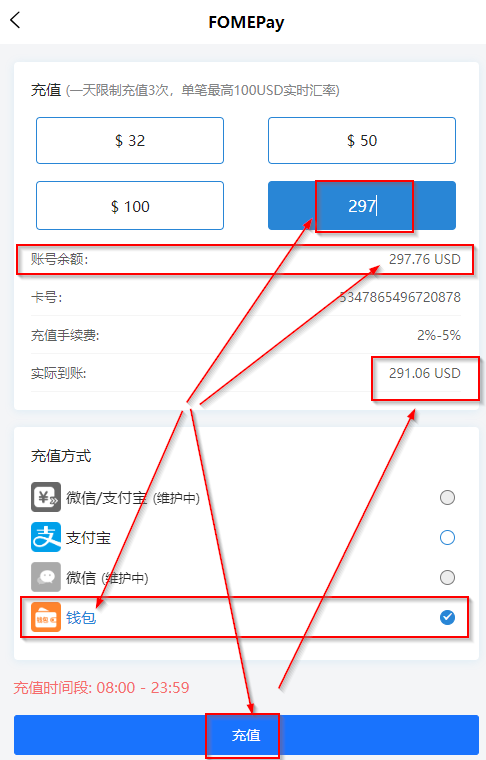 FOMEPay
充值 (一天限制充值3次，单笔最高100USD实时汇率)
$ 32
$ 50
$ 100
297
账号余额: 297.76 USD
卡号: 5347865496720878
充值手续费: 2%-5%
实际到账: 291.06 USD
充值方式
微信/支付宝 (维护中)
支 支付宝
微信 (维护中)
钱包
充值时间段: 08:00 - 23:59
充值